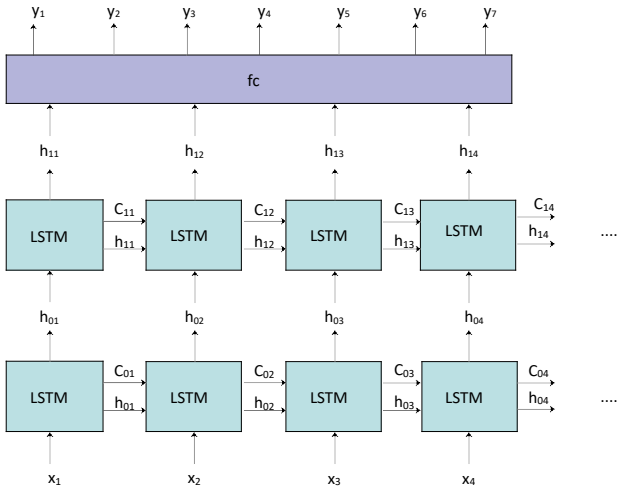 y₁ y₂ y₃ y₄ y₅ y₆ y₇
fc
h₁₁ h₁₂ h₁₃ h₁₄
LSTM C₁₁ LSTM C₁₂ LSTM C₁₃ LSTM C₁₄
h₁₁ h₁₂ h₁₃ h₁₄ ....
h₀₁ h₀₂ h₀₃ h₀₄
LSTM C₀₁ LSTM C₀₂ LSTM C₀₃ LSTM C₀₄
h₀₁ h₀₂ h₀₃ h₀₄ ....
x₁ x₂ x₃ x₄